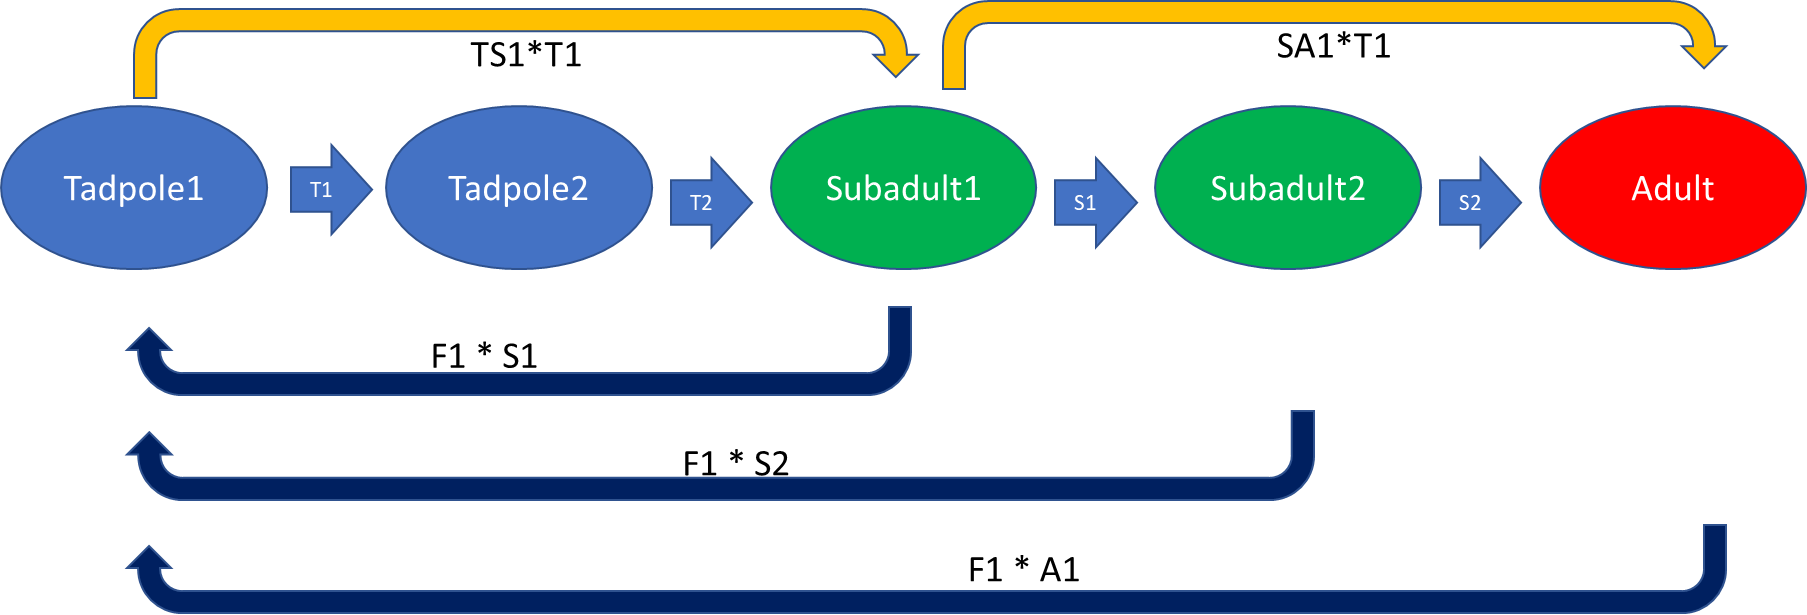 TS1*T1
SA1*T1
Tadpole1
T1
Tadpole2
T2
Subadult1
S1
Subadult2
S2
Adult
F1 * S1
F1 * S2
F1 * A1